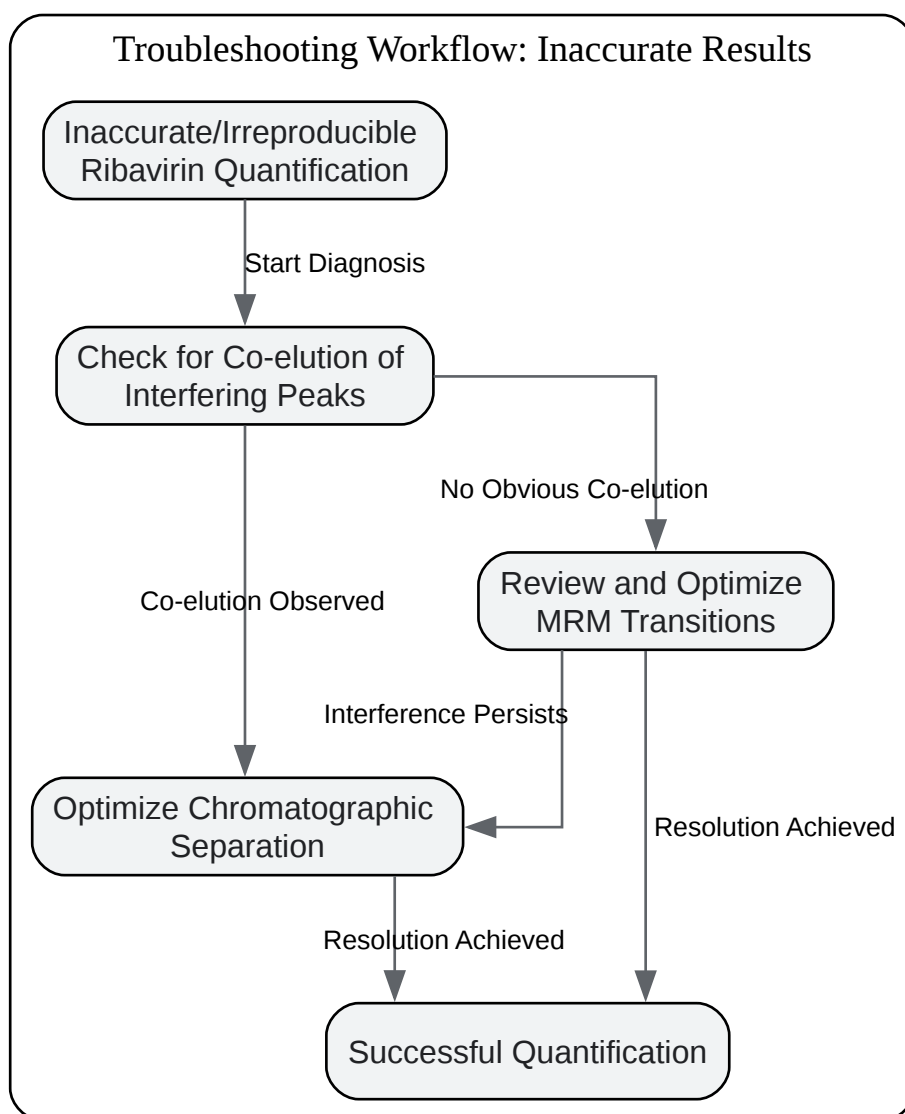 Troubleshooting Workflow: Inaccurate Results
Inaccurate/Irreproducible
Ribavirin Quantification
Start Diagnosis
Check for Co-elution of
Interfering Peaks
No Obvious Co-elution
Review and Optimize
MRM Transitions
Co-elution Observed
Interference Persists
Optimize Chromatographic
Separation
Resolution Achieved
Resolution Achieved
Successful Quantification